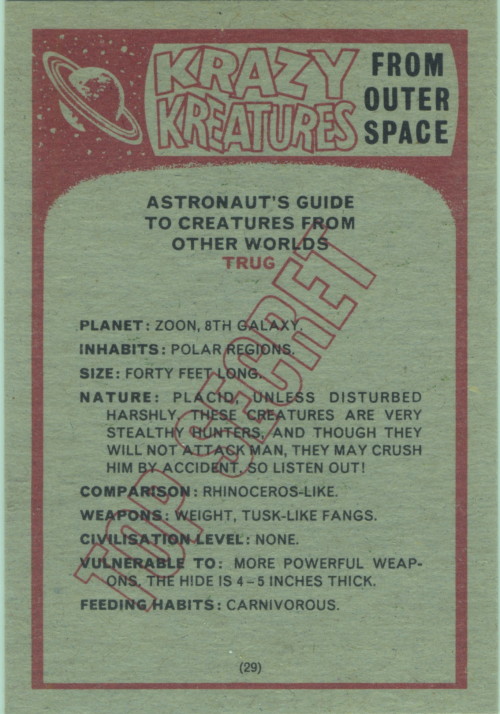 KRAZY
KREATURES
FROM
OUTER
SPACE
ASTRONAUT'S GUIDE
TO CREATURES FROM
OTHER WORLDS
TRUG
TOP SECRET
PLANET: ZOON, 8TH GALAXY.
INHABITS: POLAR REGIONS.
SIZE: FORTY FEET LONG.
NATURE: PLACID, UNLESS DISTURBED
HARSHLY. THESE CREATURES ARE VERY
STEALTHY HUNTERS, AND THOUGH THEY
WILL NOT ATTACK MAN, THEY MAY CRUSH
HIM BY ACCIDENT, SO LISTEN OUT!
COMPARISON: RHINOCEROS-LIKE.
WEAPONS: WEIGHT, TUSK-LIKE FANGS.
CIVILISATION LEVEL: NONE.
VULNERABLE TO: MORE POWERFUL WEAP-
ONS, THE HIDE IS 4-5 INCHES THICK.
FEEDING HABITS: CARNIVOROUS.
(29)